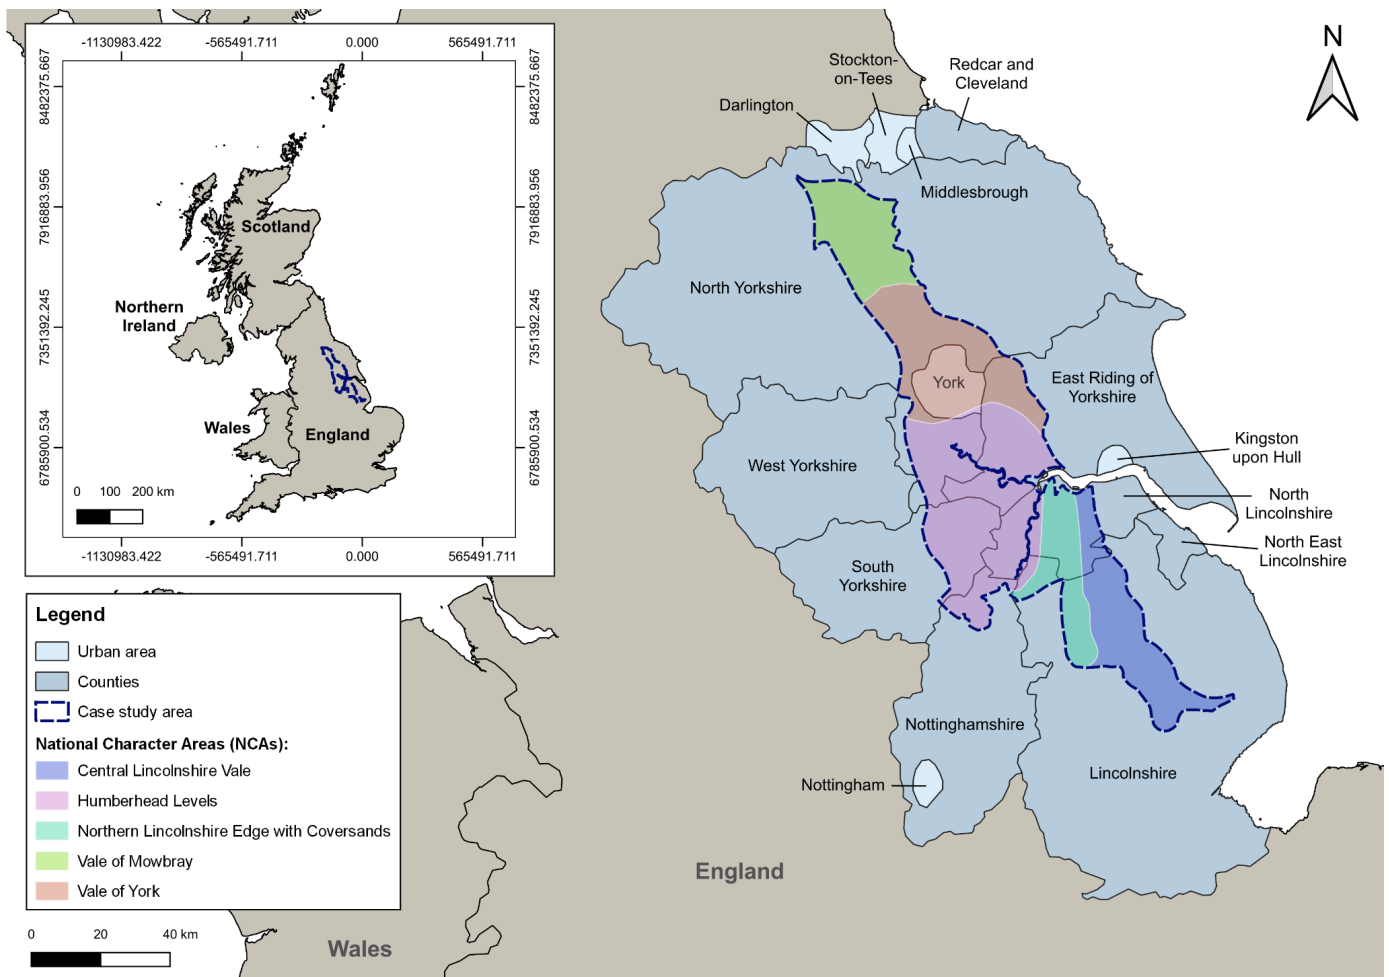 -1130983.422 -565491.711 0.000 565491.711
8482375.667
7916883.956
7351392.245
6785900.534
8482375.667
7916883.956
7351392.245
6785900.534
Scotland
Northern
Ireland
Wales
England
0 100 200 km
-1130983.422 -565491.711 0.000 565491.711
Legend
Urban area
Counties
Case study area
National Character Areas (NCAs):
Central Lincolnshire Vale
Humberhead Levels
Northern Lincolnshire Edge with Coversands
Vale of Mowbray
Vale of York
0 20 40 km
Wales
N
Stockton-
on-Tees
Redcar and
Cleveland
Darlington
Middlesbrough
North Yorkshire
York
East Riding of
Yorkshire
Kingston
upon Hull
West Yorkshire
North
Lincolnshire
North East
Lincolnshire
South
Yorkshire
Nottinghamshire
Nottingham
Lincolnshire
England